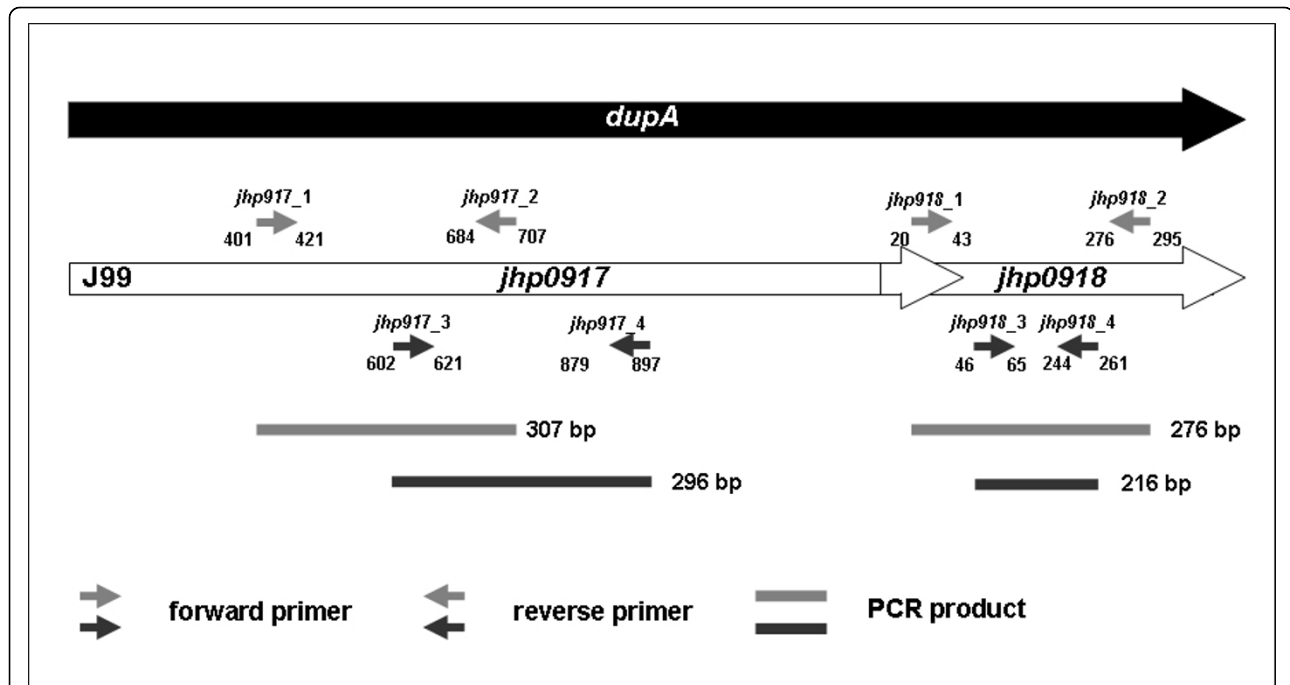 dupA
jhp917_1
jhp917_2
jhp918_1
jhp918_2
401 421
684 707
20 43
276 295
J99 jhp0917 jhp0918
jhp917_3
jhp917_4
jhp918_3
jhp918_4
602 621
879 897
46 65
244 261
307 bp
276 bp
296 bp
216 bp
forward primer
reverse primer
PCR product